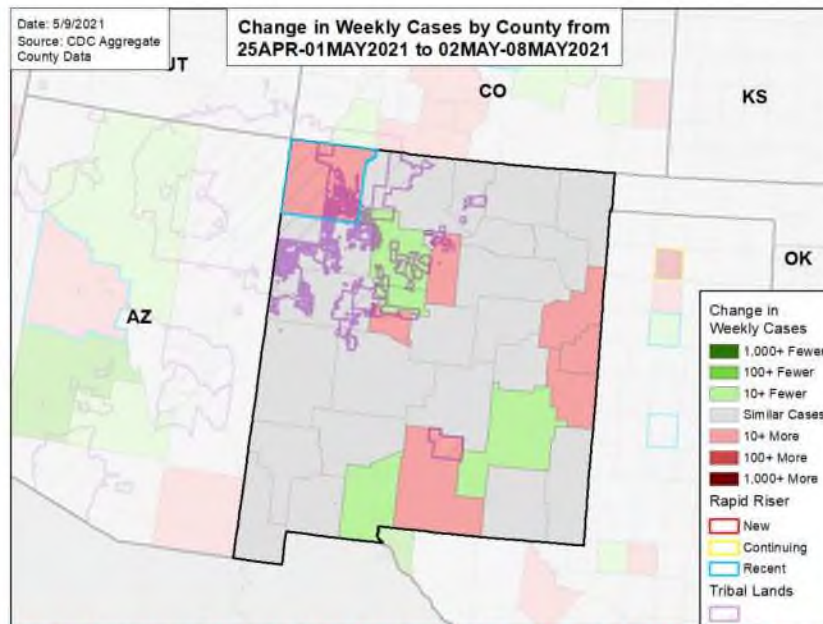 Date: 5/9/2021
Source: CDC Aggregate
County Data
Change in Weekly Cases by County from
25APR-01MAY2021 to 02MAY-08MAY2021
UT
CO
KS
OK
AZ
Change in
Weekly Cases
1,000+ Fewer
100+ Fewer
10+ Fewer
Similar Cases
10+ More
100+ More
1,000+ More
Rapid Riser
New
Continuing
Recent
Tribal Lands